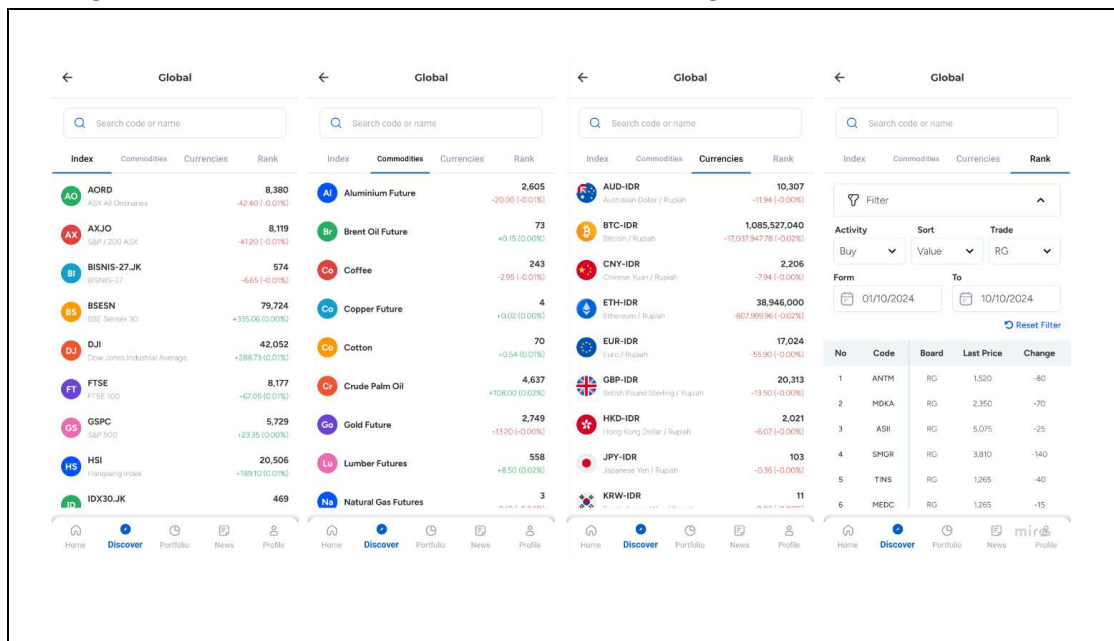 Global
Search code or name
Index Commodities Currencies Rank
AO AORD 8,380
ASX All Ordinaries -42.40 (-0.01%)
AX AXJO 8,119
S&P / 200 ASX -41.20 (-0.01%)
BI BISNIS-27.JK 574
BISNIS-27 -6.65 (-0.01%)
BS BSESN 79,724
BSE Sensex 30 +335.06 (0.00%)
DJ DJI 42,052
Dow Jones Industrial Average +288.73 (0.01%)
FT FTSE 8,177
FTSE 100 +67.05 (0.01%)
GS GSPC 5,729
S&P 500 +23.35 (0.00%)
HS HSI 20,506
Hangseng Index +169.10 (0.01%)
ID IDX30.JK 469
Home Discover Portfolio News Profile
Global
Search code or name
Index Commodities Currencies Rank
Al Aluminium Future 2,605
-20.00 (-0.01%)
Br Brent Oil Future 73
+0.15 (0.00%)
Co Coffee 243
-2.95 (-0.01%)
Co Copper Future 4
+0.02 (0.00%)
Co Cotton 70
+0.54 (0.01%)
Cr Crude Palm Oil 4,637
+108.00 (0.02%)
Go Gold Future 2,749
-13.20 (-0.00%)
Lu Lumber Futures 558
+8.50 (0.02%)
Na Natural Gas Futures 3
Home Discover Portfolio News Profile
Global
Search code or name
Index Commodities Currencies Rank
AUD-IDR 10,307
Australian Dollar / Rupiah -11.94 (-0.00%)
BTC-IDR 1,085,527,040
Bitcoin / Rupiah -17,037,947.78 (-0.02%)
CNY-IDR 2,206
Chinese Yuan / Rupiah -7.94 (-0.00%)
ETH-IDR 38,946,000
Ethereum / Rupiah -607,999.96 (-0.02%)
EUR-IDR 17,024
Euro / Rupiah -55.90 (-0.00%)
GBP-IDR 20,313
British Pound Sterling / Rupiah -13.50 (-0.00%)
HKD-IDR 2,021
Hong Kong Dollar / Rupiah -6.07 (-0.00%)
JPY-IDR 103
Japanese Yen / Rupiah -0.36 (-0.00%)
KRW-IDR 11
Home Discover Portfolio News Profile
Global
Search code or name
Index Commodities Currencies Rank
Filter
Activity Sort Trade
Buy Value RG
Form To
01/10/2024 10/10/2024
Reset Filter
No Code Board Last Price Change
1 ANTM RG 1,520 -80
2 MDKA RG 2,350 -70
3 ASII RG 5,075 -25
4 SMGR RG 3,810 -140
5 TINS RG 1,265 -40
6 MEDC RG 1,265 -15
Home Discover Portfolio News Profile
miro